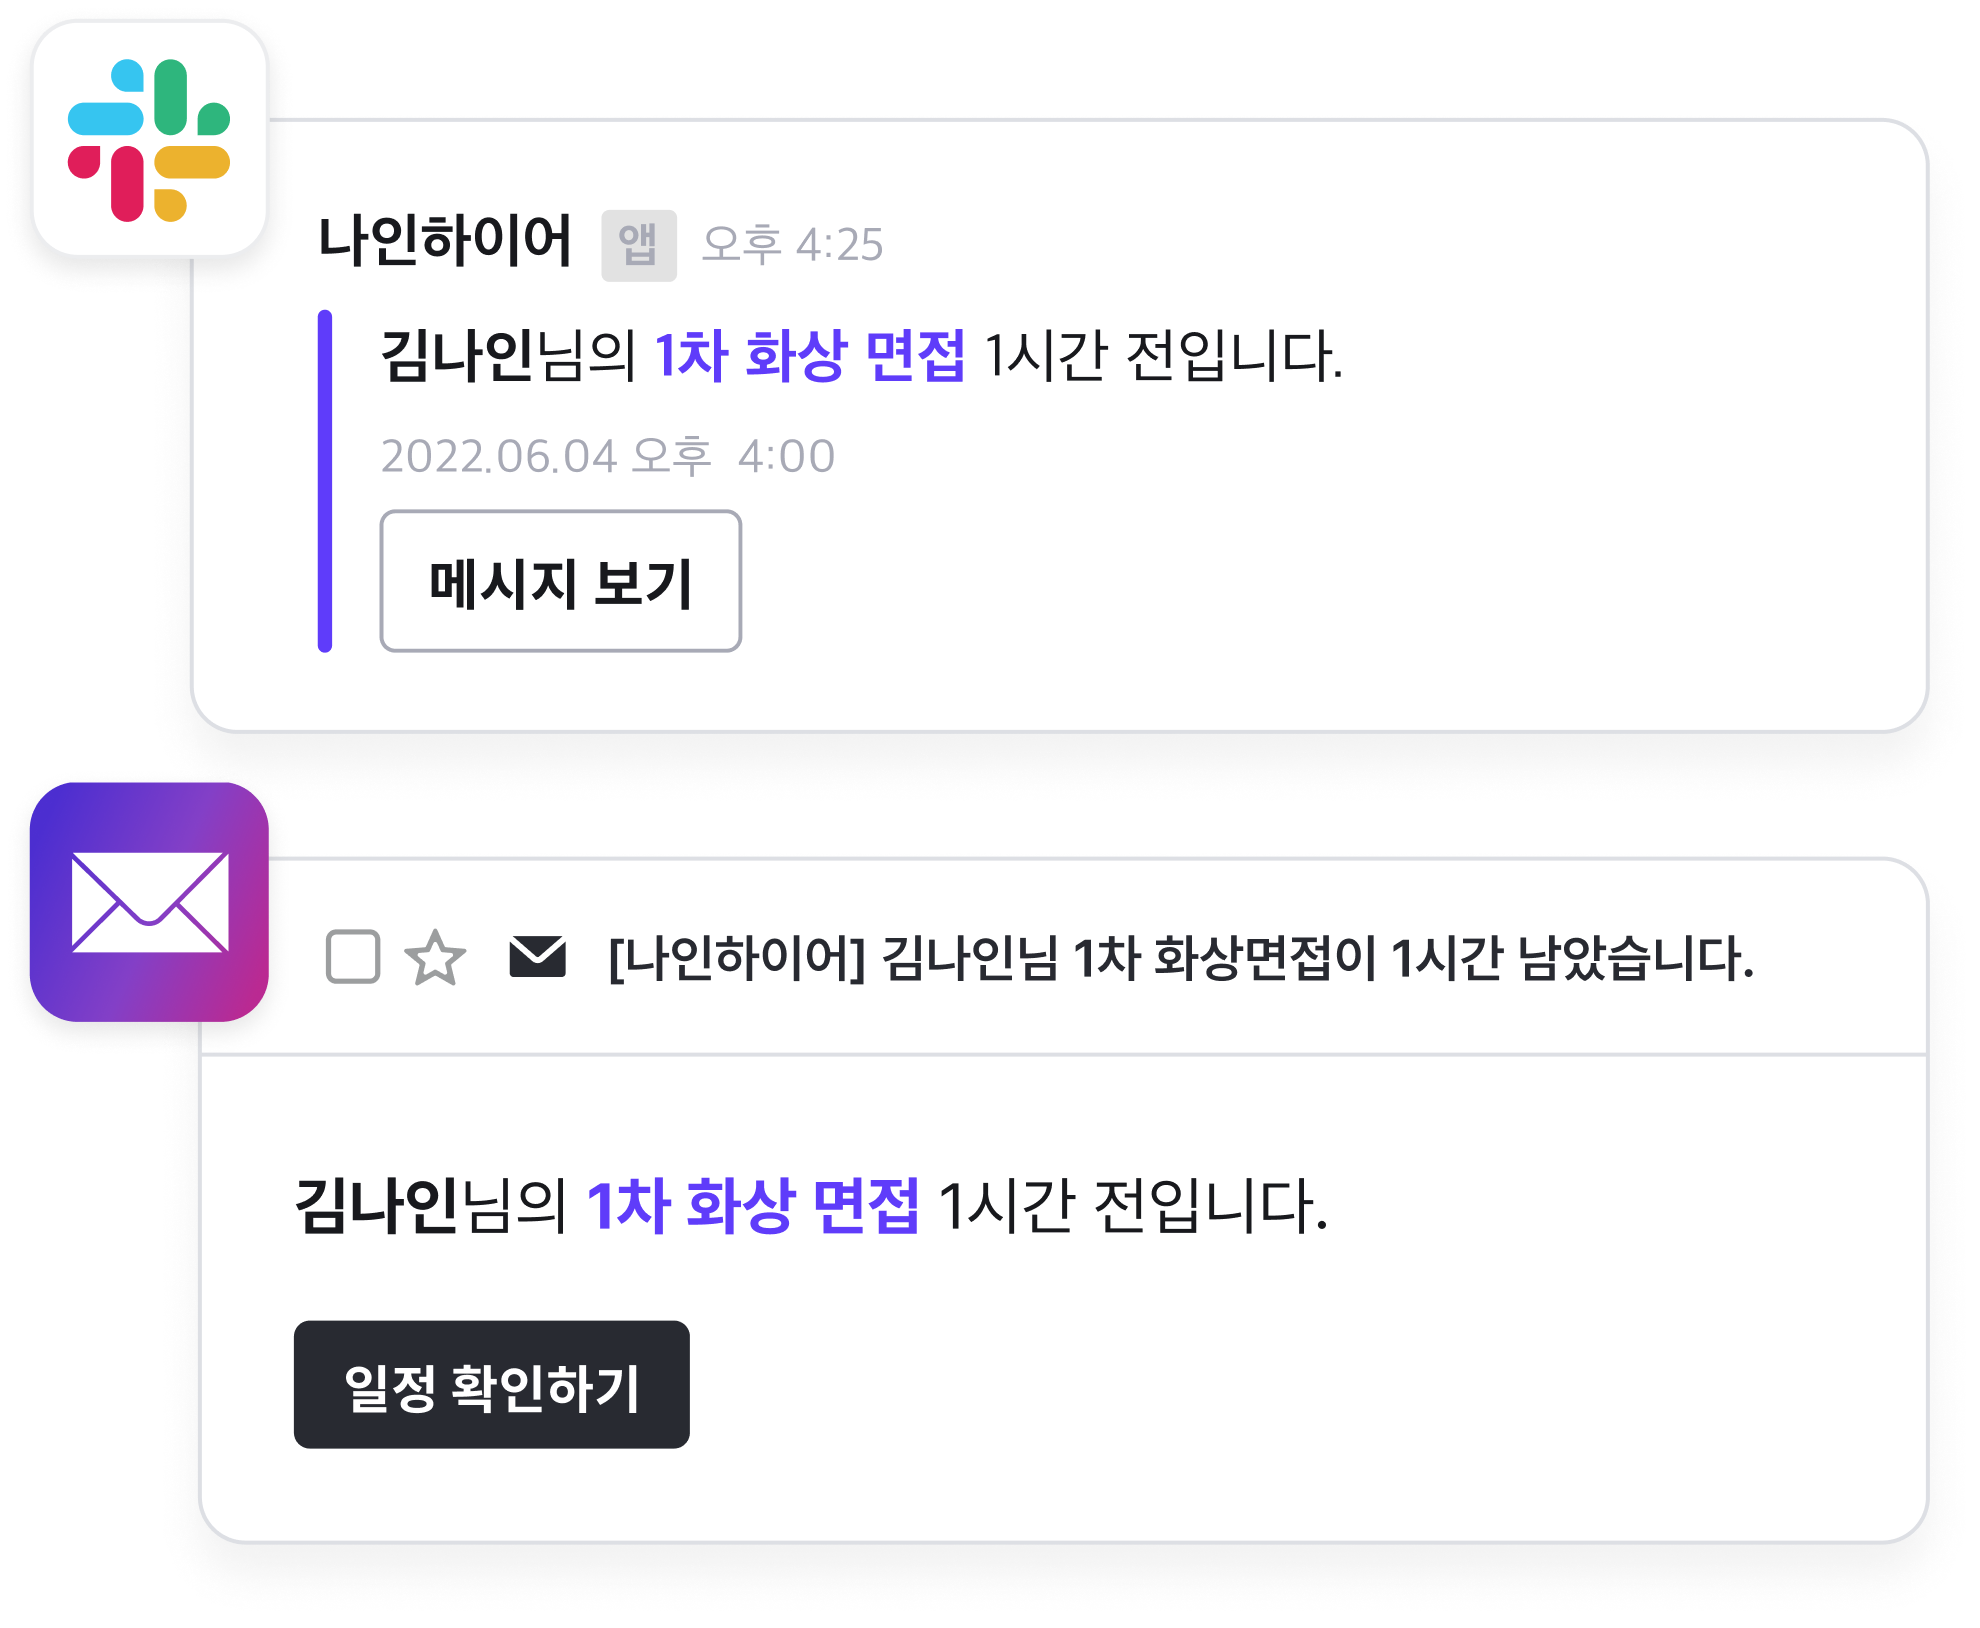 나인하이어 앱 오후 4:25
김나인님의 1차 화상 면접 1시간 전입니다.
2022.06.04 오후 4:00
메시지 보기
[나인하이어] 김나인님 1차 화상면접이 1시간 남았습니다.
김나인님의 1차 화상 면접 1시간 전입니다.
일정 확인하기